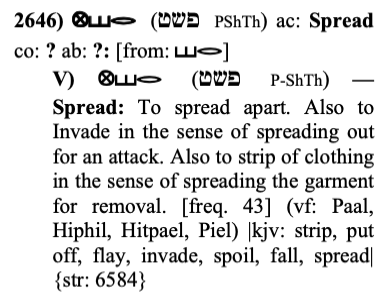 2646) (פשט PShTh) ac: Spread
co: ? ab: ?: [from: ]
V) (פשט P-ShTh) —
Spread: To spread apart. Also to
Invade in the sense of spreading out
for an attack. Also to strip of clothing
in the sense of spreading the garment
for removal. [freq. 43] (vf: Paal,
Hiphil, Hitpael, Piel) |kjv: strip, put
off, flay, invade, spoil, fall, spread|
{str: 6584}